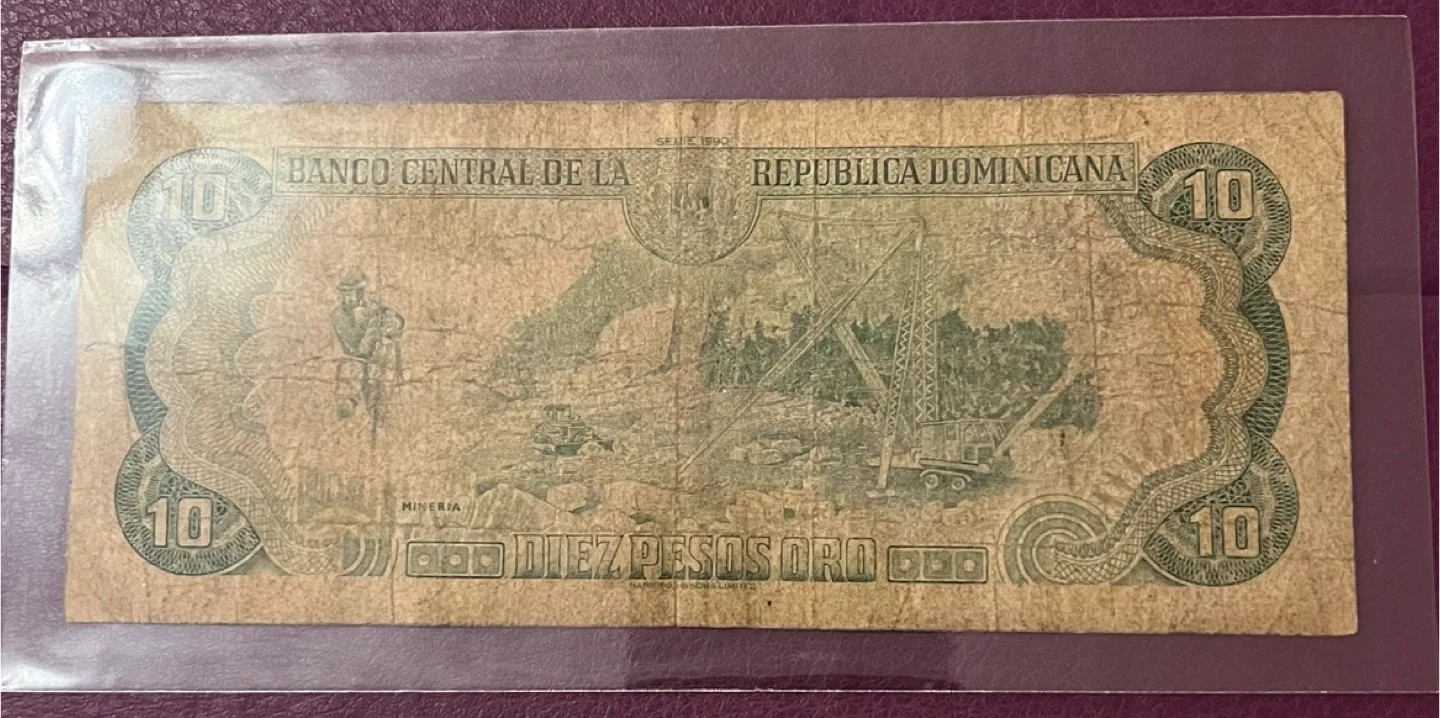 SERIE 1990
10 BANCO CENTRAL DE LA REPUBLICA DOMINICANA 10
MINERIA
10 DIEZ PESOS ORO 10